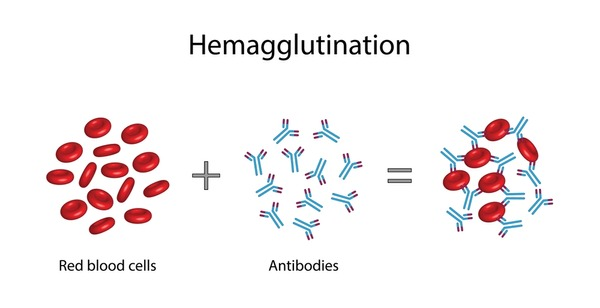 Hemagglutination
Red blood cells
Antibodies